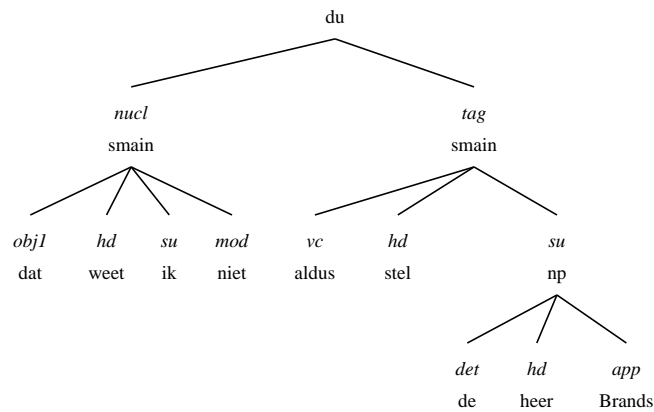 du
nucl tag
smain smain
obj1 hd su mod vc hd su
dat weet ik niet aldus stel np
det hd app
de heer Brands